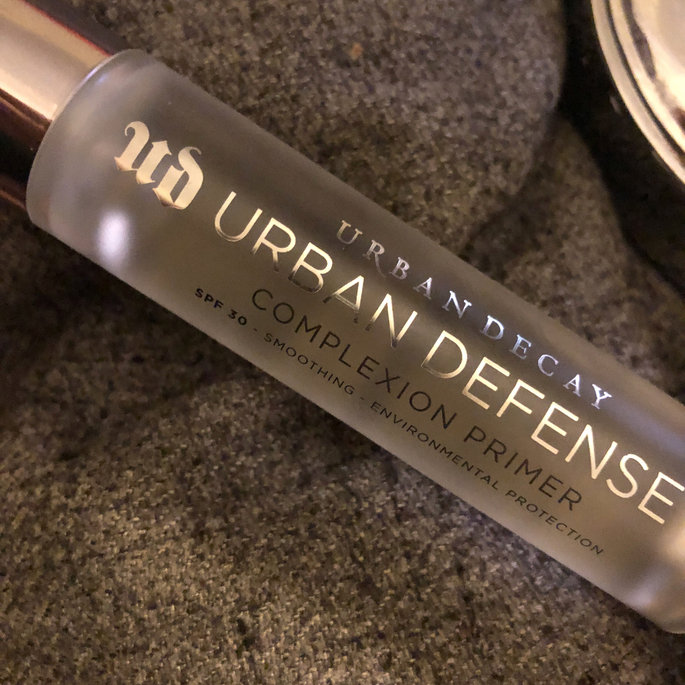 UD
URBAN DECAY
URBAN DEFENSE
COMPLEXION PRIMER
SPF 30 - SMOOTHING - ENVIRONMENTAL PROTECTION